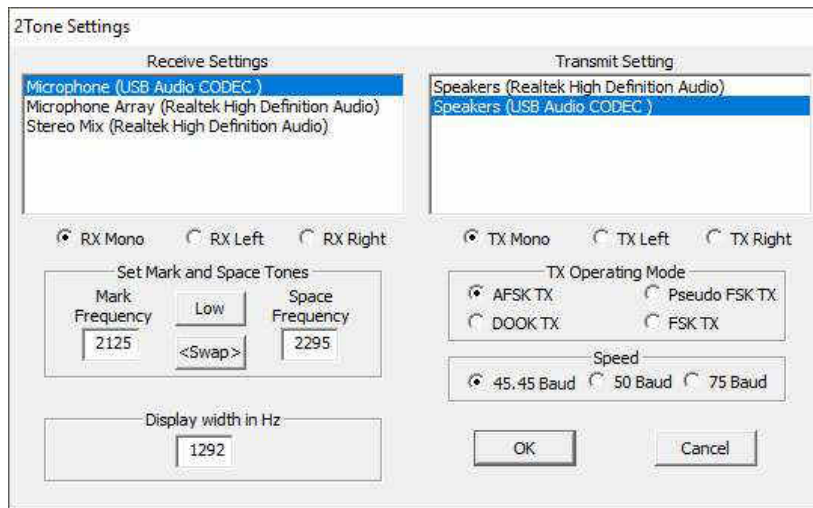 2Tone Settings
Receive Settings
Microphone (USB Audio CODEC )
Microphone Array (Realtek High Definition Audio)
Stereo Mix (Realtek High Definition Audio)
RX Mono RX Left RX Right
Set Mark and Space Tones
Mark Frequency
2125
Low
<Swap>
Space Frequency
2295
Display width in Hz
1292
Transmit Setting
Speakers (Realtek High Definition Audio)
Speakers (USB Audio CODEC )
TX Mono TX Left TX Right
TX Operating Mode
AFSK TX Pseudo FSK TX
DOOK TX FSK TX
Speed
45.45 Baud 50 Baud 75 Baud
OK Cancel